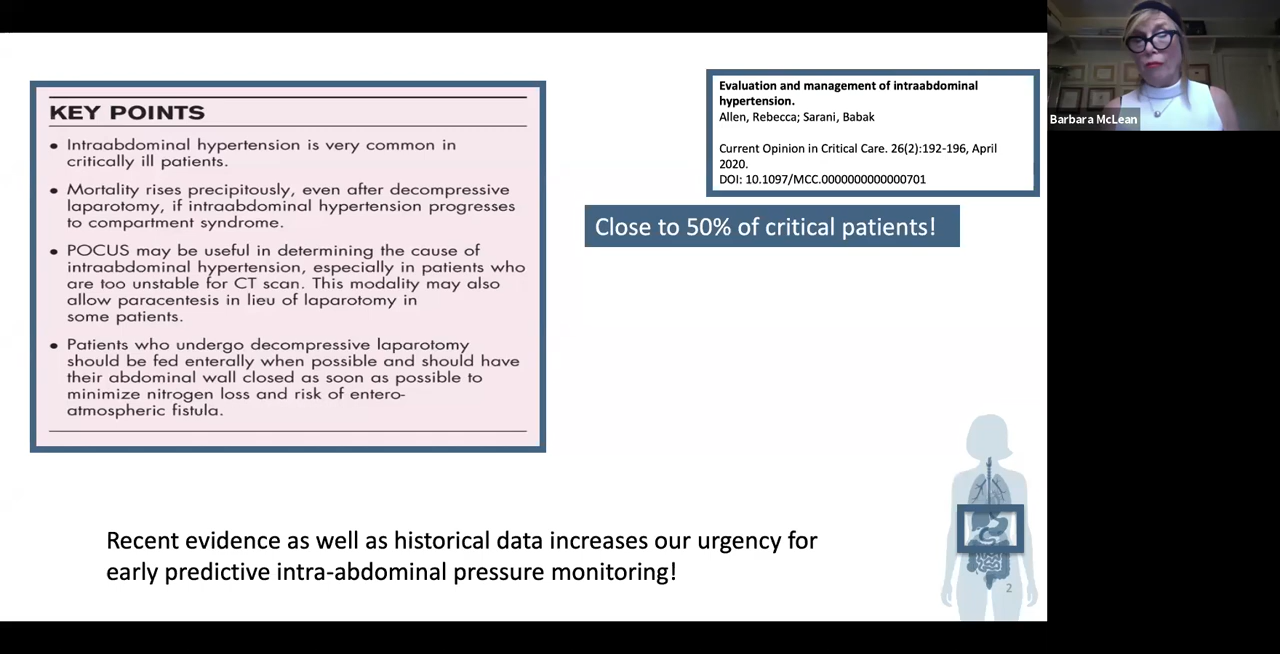 KEY POINTS
• Intraabdominal hypertension is very common in
critically ill patients.
• Mortality rises precipitously, even after decompressive
laparotomy, if intraabdominal hypertension progresses
to compartment syndrome.
• POCUS may be useful in determining the cause of
intraabdominal hypertension, especially in patients who
are too unstable for CT scan. This modality may also
allow paracentesis in lieu of laparotomy in
some patients.
• Patients who undergo decompressive laparotomy
should be fed enterally when possible and should have
their abdominal wall closed as soon as possible to
minimize nitrogen loss and risk of entero-
atmospheric fistula.
Evaluation and management of intraabdominal
hypertension.
Allen, Rebecca; Sarani, Babak
Current Opinion in Critical Care. 26(2):192-196, April
2020.
DOI: 10.1097/MCC.0000000000000701
Close to 50% of critical patients!
Recent evidence as well as historical data increases our urgency for
early predictive intra-abdominal pressure monitoring!
2
Barbara McLean